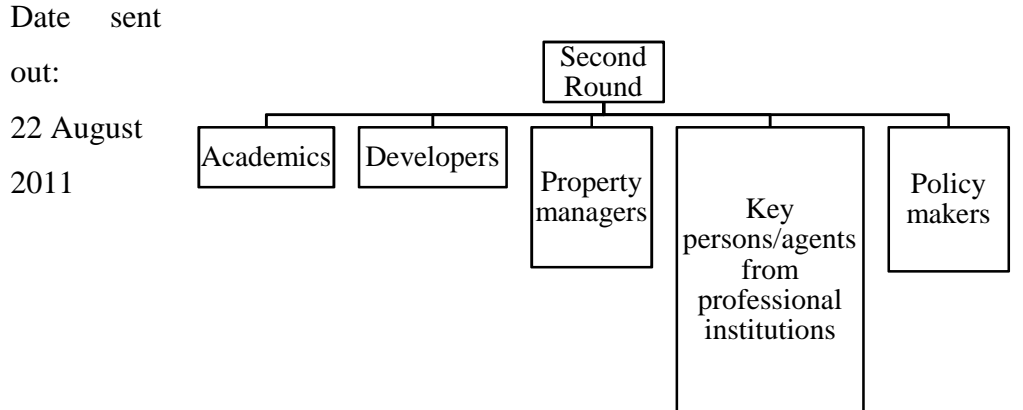 Date sent
out:
22 August
2011
Second
Round
Academics
Developers
Property
managers
Key
persons/agents
from
professional
institutions
Policy
makers